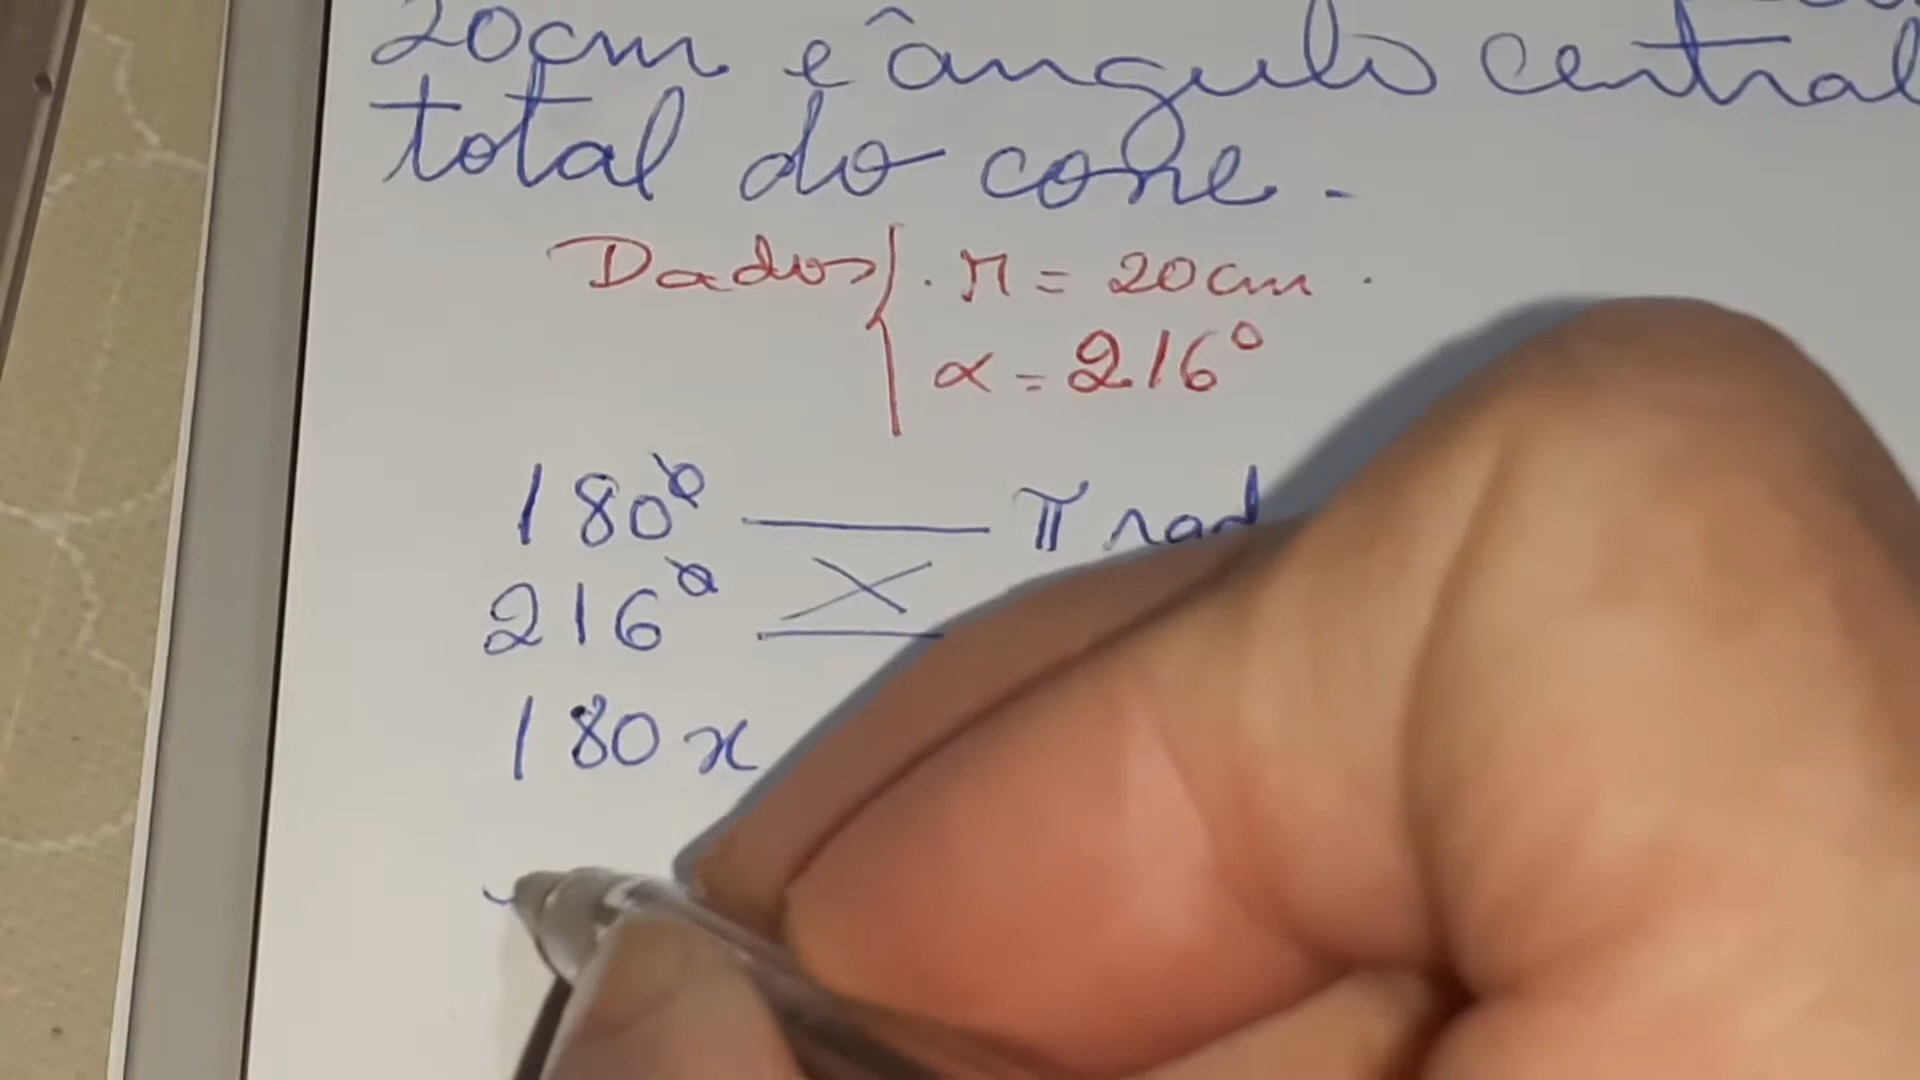 20cm e ângulo central
total do cone.
Dados { . r = 20cm .
α = 216°
180° — π rad
216° —
180x